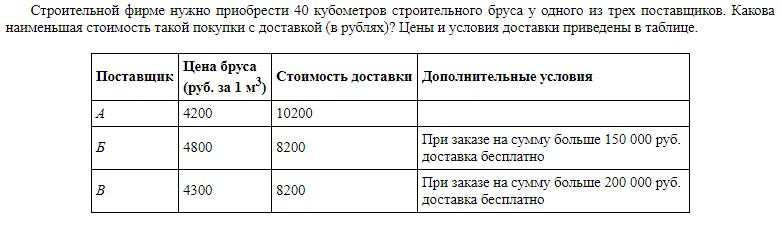 Строительной фирме нужно приобрести 40 кубометров строительного бруса у одного из трех поставщиков. Какова
наименьшая стоимость такой покупки с доставкой (в рублях)? Цены и условия доставки приведены в таблице.
Поставщик Цена бруса (руб. за 1 м³) Стоимость доставки Дополнительные условия
А 4200 10200
Б 4800 8200 При заказе на сумму больше 150 000 руб. доставка бесплатно
В 4300 8200 При заказе на сумму больше 200 000 руб. доставка бесплатно